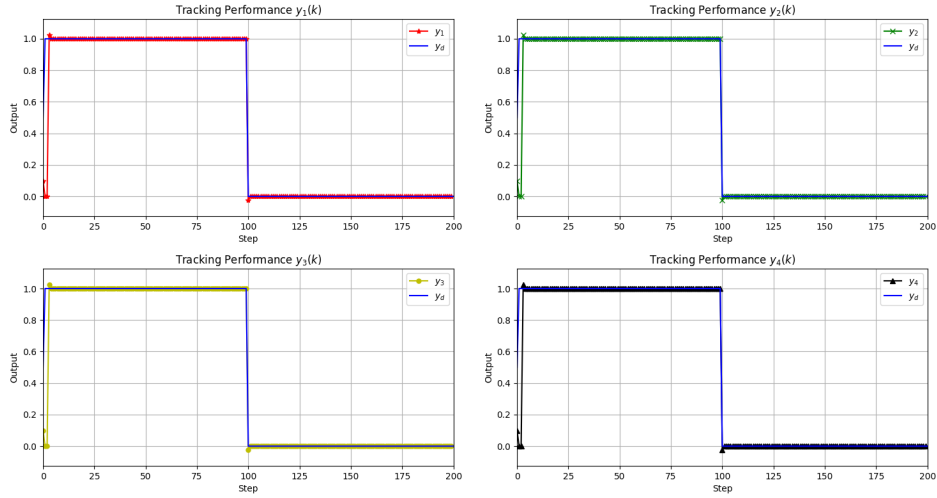 Tracking Performance y₁(k)
Output
1.0
0.8
0.6
0.4
0.2
0.0
y₁
y_d
0 25 50 75 100 125 150 175 200
Step
Tracking Performance y₂(k)
Output
1.0
0.8
0.6
0.4
0.2
0.0
y₂
y_d
0 25 50 75 100 125 150 175 200
Step
Tracking Performance y₃(k)
Output
1.0
0.8
0.6
0.4
0.2
0.0
y₃
y_d
0 25 50 75 100 125 150 175 200
Step
Tracking Performance y₄(k)
Output
1.0
0.8
0.6
0.4
0.2
0.0
y₄
y_d
0 25 50 75 100 125 150 175 200
Step